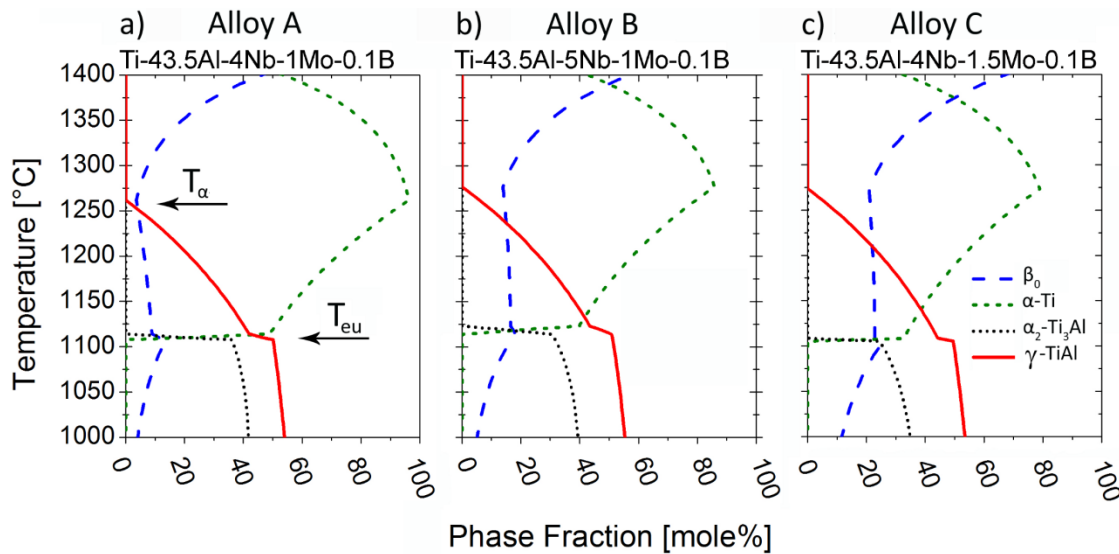 a) Alloy A
Ti-43.5Al-4Nb-1Mo-0.1B
b) Alloy B
Ti-43.5Al-5Nb-1Mo-0.1B
c) Alloy C
Ti-43.5Al-4Nb-1.5Mo-0.1B
Temperature [°C]
1400
1350
1300
1250
1200
1150
1100
1050
1000
Tα
Teu
β₀
α-Ti
α₂-Ti₃Al
γ-TiAl
0 20 40 60 80 100
0 20 40 60 80 100
0 20 40 60 80 100
Phase Fraction [mole%]